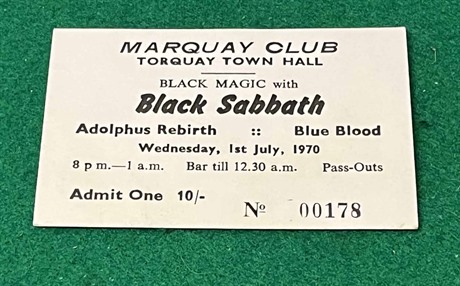 MARQUAY CLUB
TORQUAY TOWN HALL
BLACK MAGIC with
Black Sabbath
Adolphus Rebirth :: Blue Blood
Wednesday, 1st July, 1970
8 p m.—1 a.m. Bar till 12.30 a.m. Pass-Outs
Admit One 10/-
Nº 00178